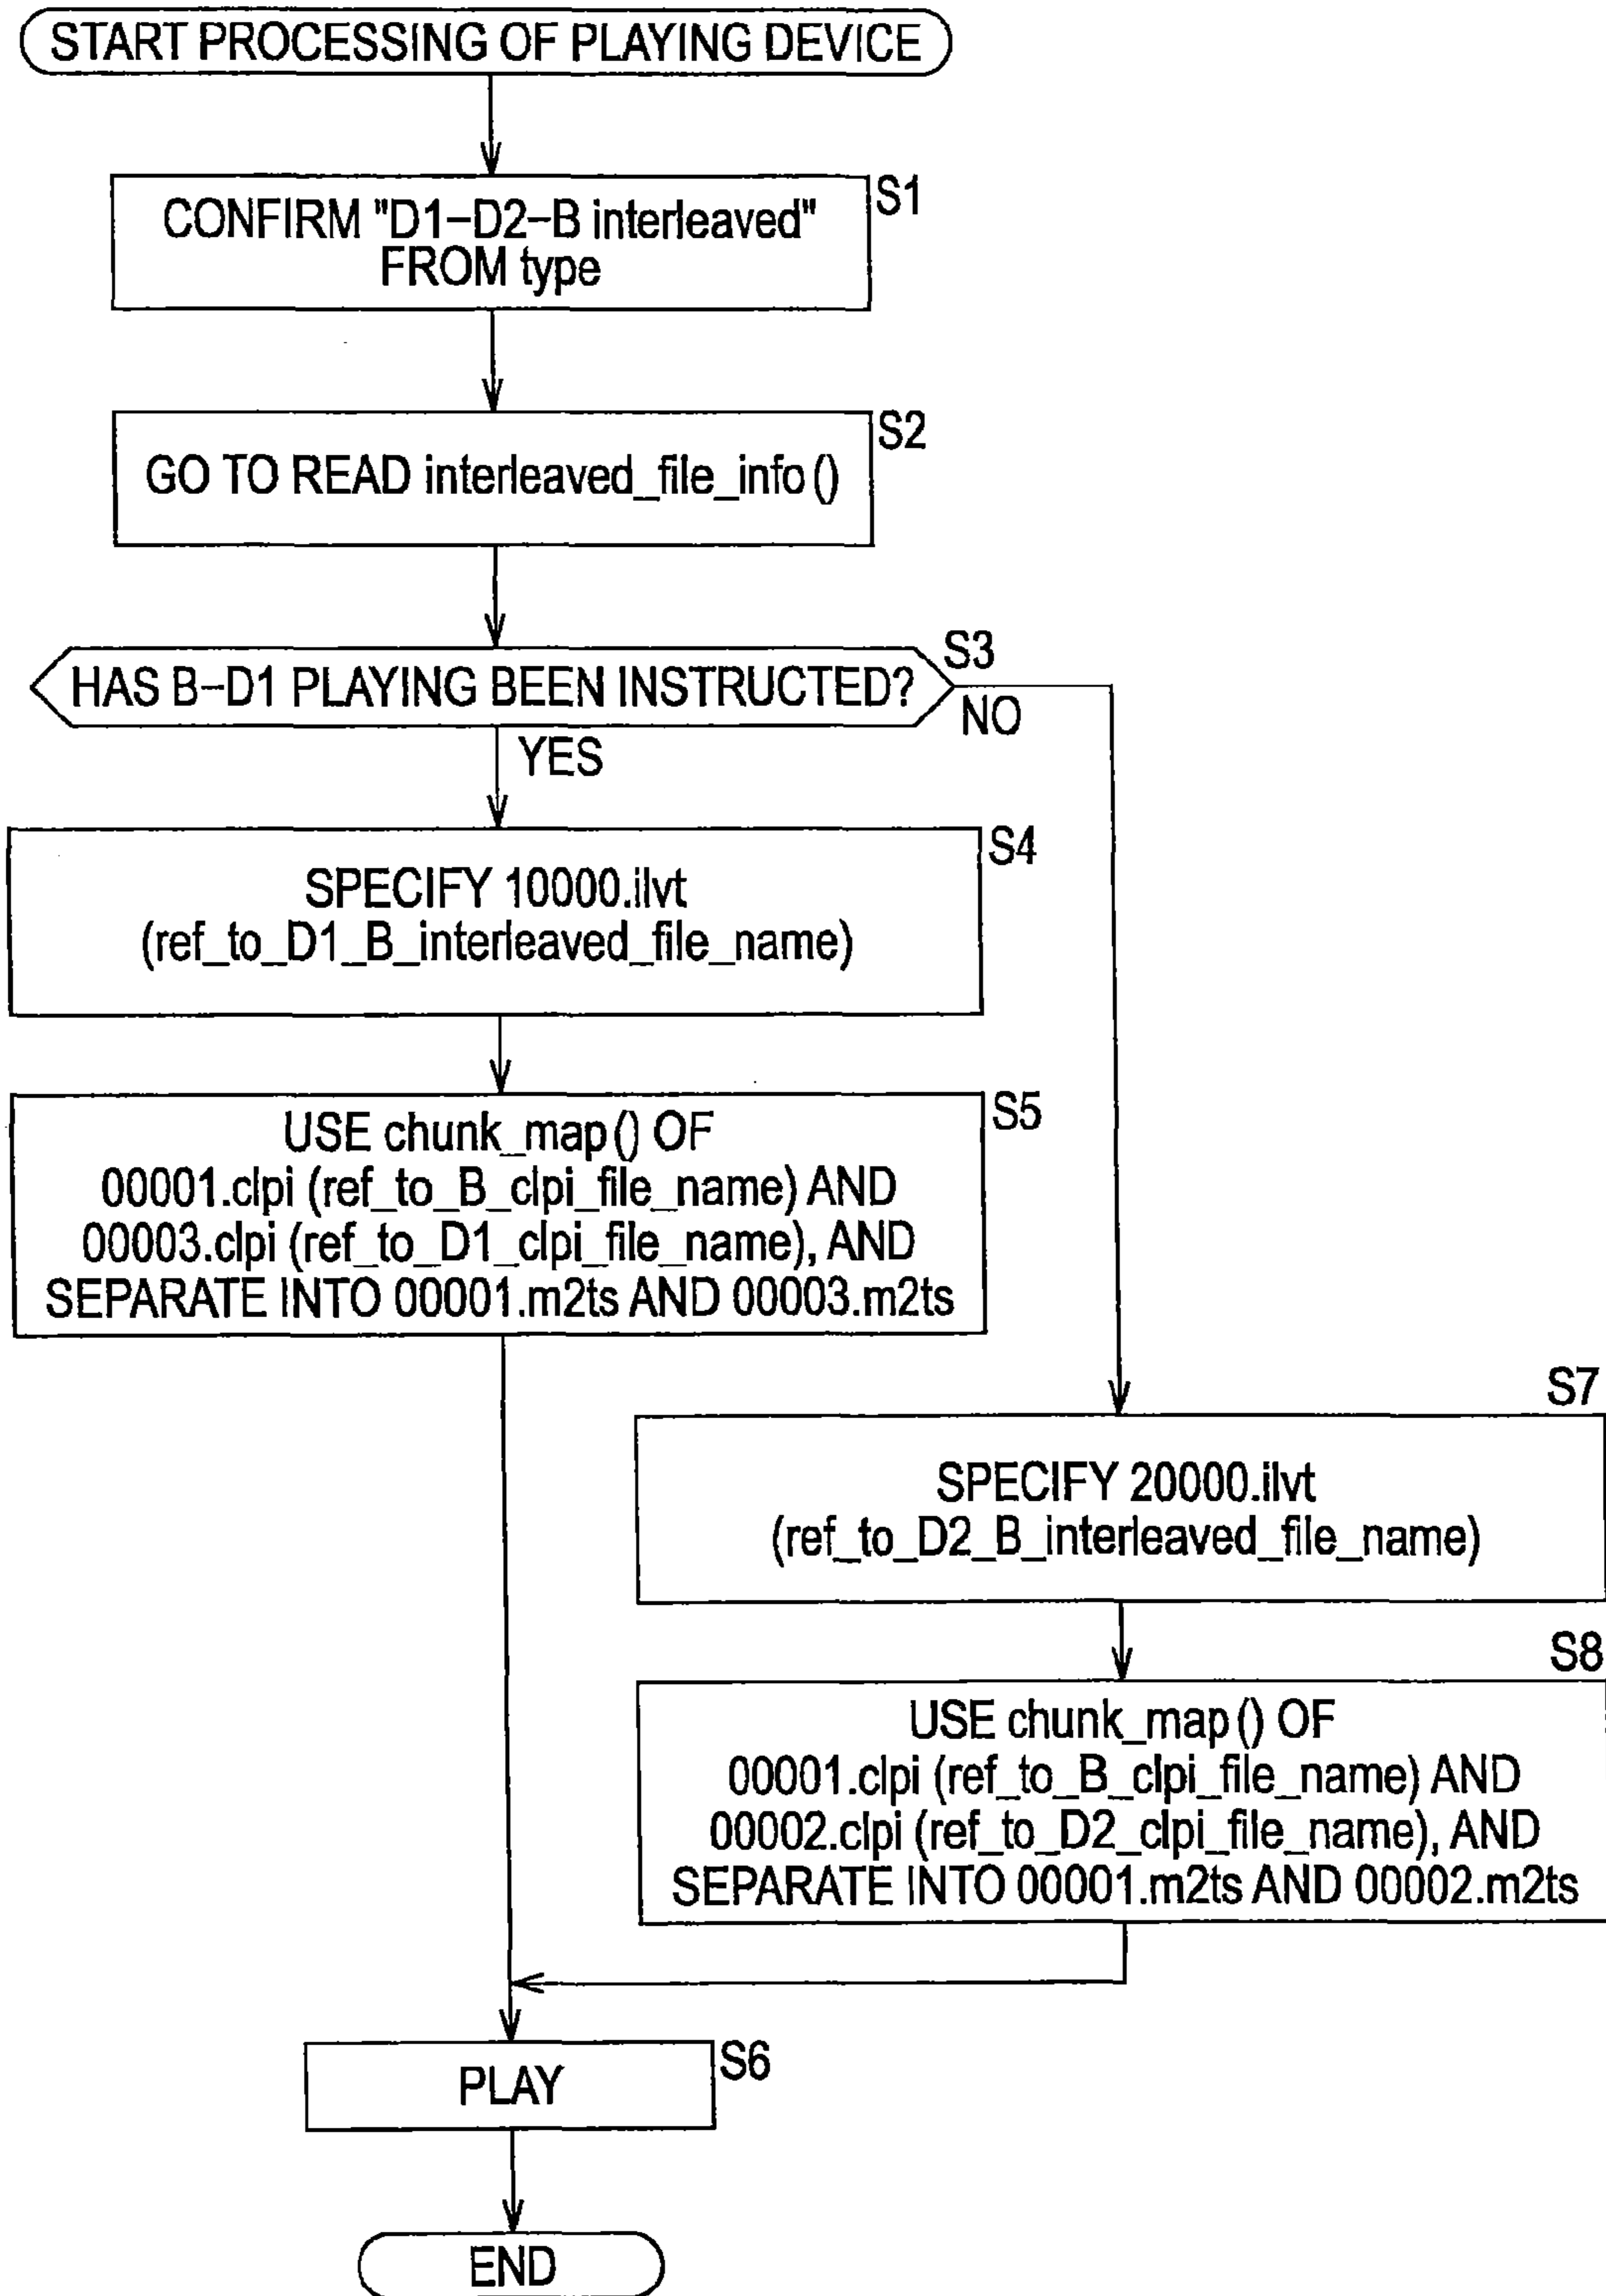 START PROCESSING OF PLAYING DEVICE
S1
CONFIRM "D1–D2–B interleaved"
FROM type
S2
GO TO READ interleaved_file_info ()
S3
HAS B–D1 PLAYING BEEN INSTRUCTED?
NO
YES
S4
SPECIFY 10000.ilvt
(ref_to_D1_B_interleaved_file_name)
S5
USE chunk_map () OF
00001.clpi (ref_to_B_clpi_file_name) AND
00003.clpi (ref_to_D1_clpi_file_name), AND
SEPARATE INTO 00001.m2ts AND 00003.m2ts
S7
SPECIFY 20000.ilvt
(ref_to_D2_B_interleaved_file_name)
S8
USE chunk_map () OF
00001.clpi (ref_to_B_clpi_file_name) AND
00002.clpi (ref_to_D2_clpi_file_name), AND
SEPARATE INTO 00001.m2ts AND 00002.m2ts
S6
PLAY
END